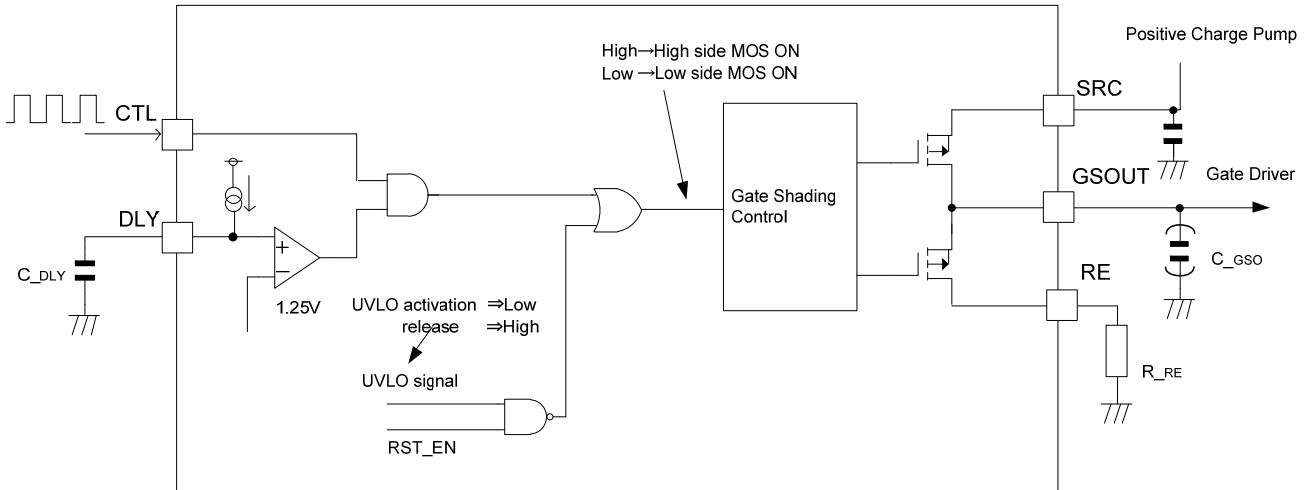 High→High side MOS ON
Low →Low side MOS ON
Positive Charge Pump
CTL
SRC
DLY
Gate Shading
Control
GSOUT
Gate Driver
C_DLY
+
−
1.25V
RE
C_GSO
UVLO activation ⇒Low
release ⇒High
UVLO signal
RST_EN
R_RE